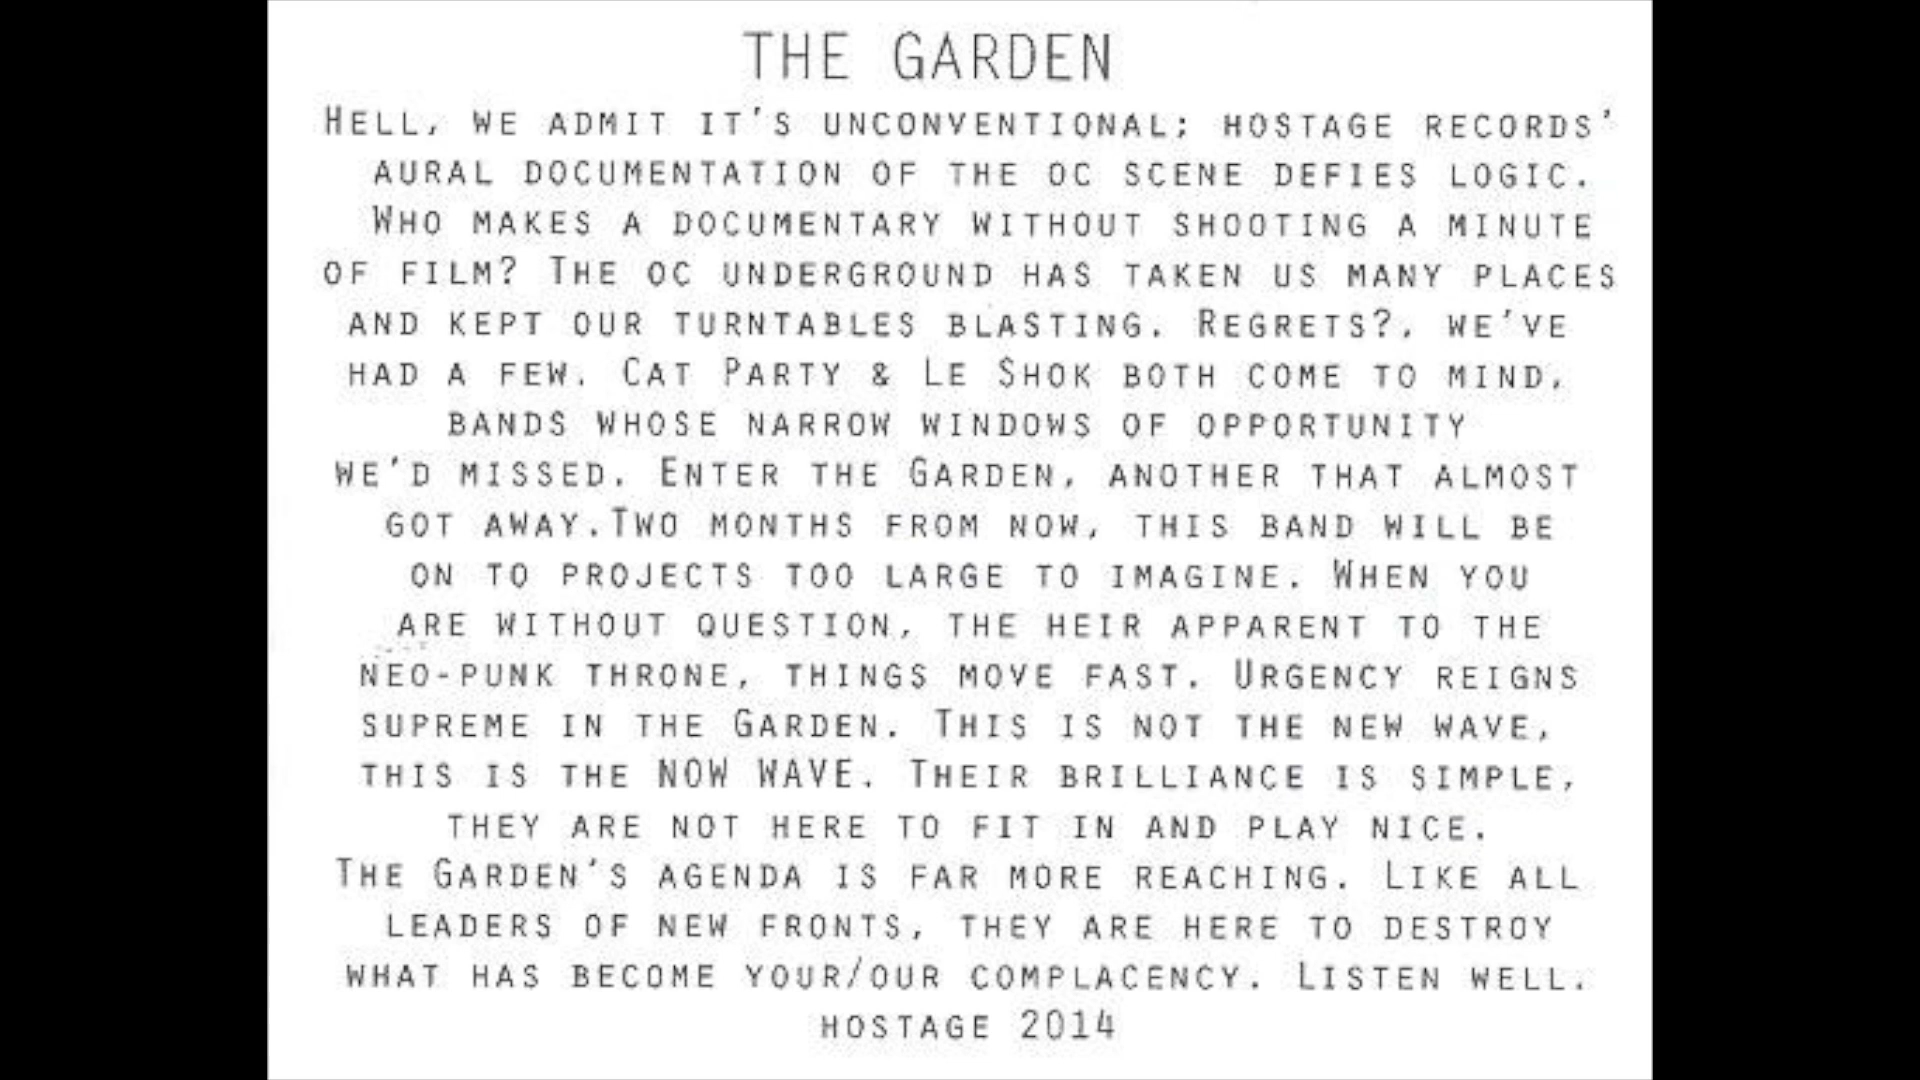 THE GARDEN
HELL, WE ADMIT IT'S UNCONVENTIONAL; HOSTAGE RECORDS'
AURAL DOCUMENTATION OF THE OC SCENE DEFIES LOGIC.
WHO MAKES A DOCUMENTARY WITHOUT SHOOTING A MINUTE
OF FILM? THE OC UNDERGROUND HAS TAKEN US MANY PLACES
AND KEPT OUR TURNTABLES BLASTING. REGRETS?, WE'VE
HAD A FEW. CAT PARTY & LE SHOK BOTH COME TO MIND,
BANDS WHOSE NARROW WINDOWS OF OPPORTUNITY
WE'D MISSED. ENTER THE GARDEN, ANOTHER THAT ALMOST
GOT AWAY.TWO MONTHS FROM NOW, THIS BAND WILL BE
ON TO PROJECTS TOO LARGE TO IMAGINE. WHEN YOU
ARE WITHOUT QUESTION, THE HEIR APPARENT TO THE
NEO-PUNK THRONE, THINGS MOVE FAST. URGENCY REIGNS
SUPREME IN THE GARDEN. THIS IS NOT THE NEW WAVE,
THIS IS THE NOW WAVE. THEIR BRILLIANCE IS SIMPLE,
THEY ARE NOT HERE TO FIT IN AND PLAY NICE.
THE GARDEN'S AGENDA IS FAR MORE REACHING. LIKE ALL
LEADERS OF NEW FRONTS, THEY ARE HERE TO DESTROY
WHAT HAS BECOME YOUR/OUR COMPLACENCY. LISTEN WELL.
HOSTAGE 2014